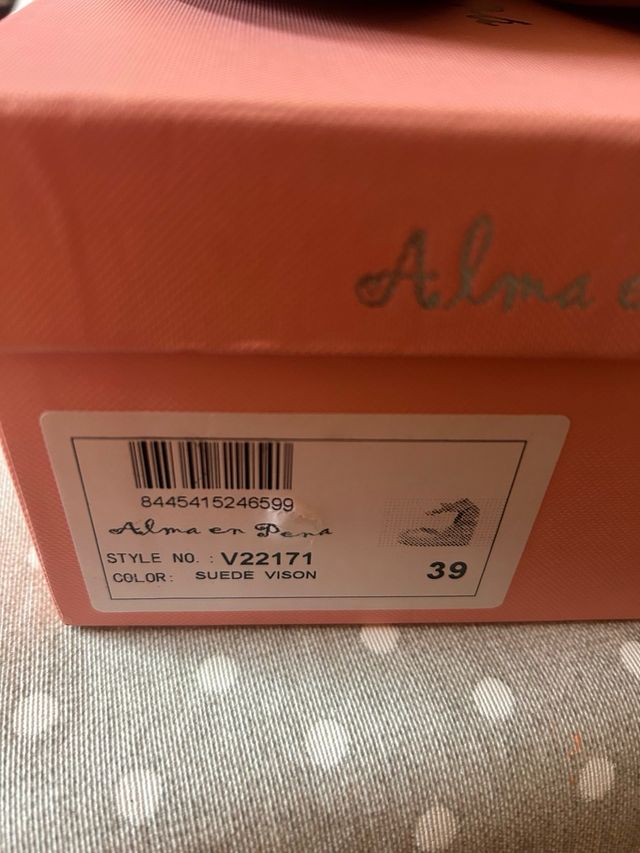 Alma e
8445415246599
Alma en Pena
STYLE NO. : V22171
COLOR: SUEDE VISON
39